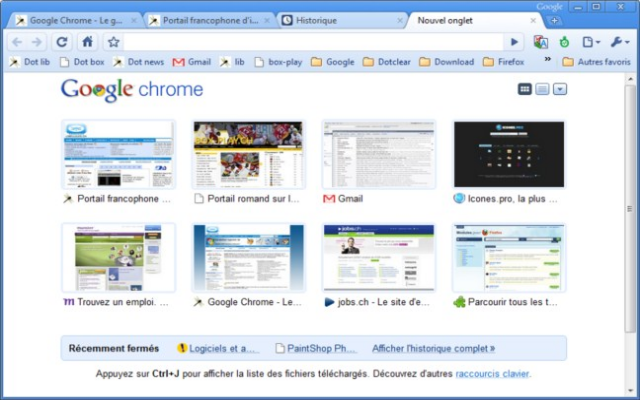 Google
Google Chrome - Le g...
Portail francophone d'i...
Historique
Nouvel onglet
Dot lib
Dot box
Dot news
Gmail
lib
box-play
Google
Dotclear
Download
Firefox
»
Autres favoris
Google chrome
Portail francophone ...
Portail romand sur l...
Gmail
Icones.pro, la plus ...
Trouvez un emploi. ...
Google Chrome - Le...
jobs.ch - Le site d'e...
Parcourir tous les t...
Récemment fermés
Logiciels et a...
PaintShop Ph...
Afficher l'historique complet »
Appuyez sur Ctrl+J pour afficher la liste des fichiers téléchargés. Découvrez d'autres raccourcis clavier.